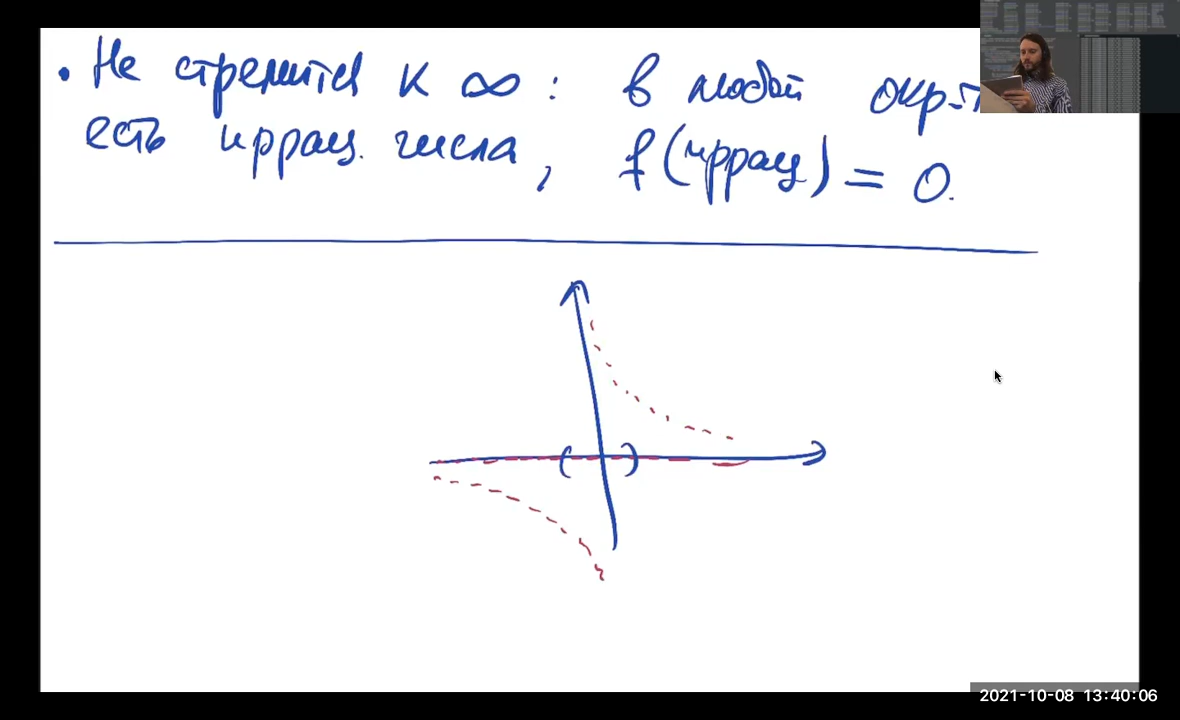 • Не стремится к ∞ : в любой окр-ти
есть иррац. числа, f(иррац) = 0.
2021-10-08 13:40:06